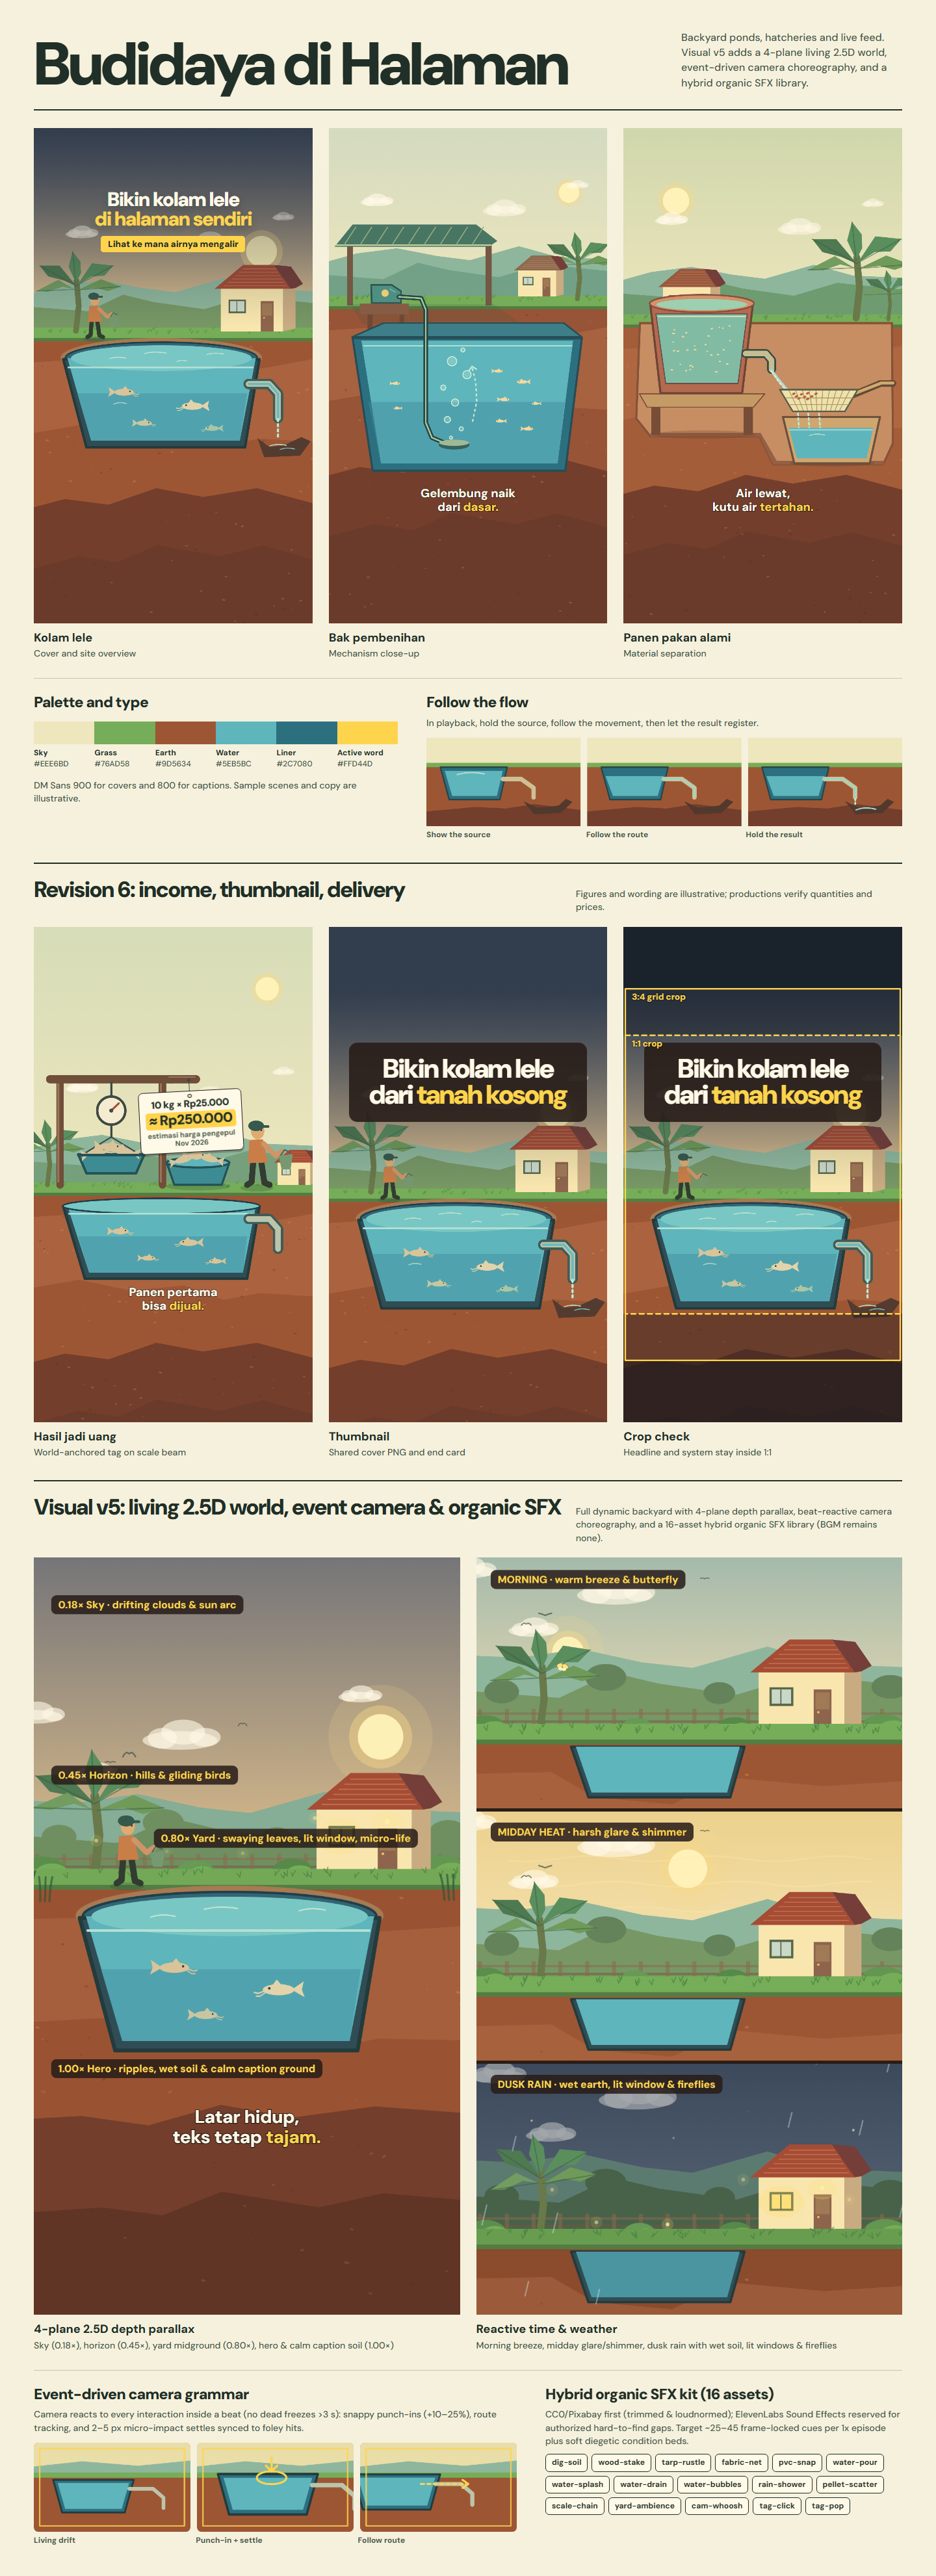 Budidaya di Halaman
Backyard ponds, hatcheries and live feed.
Visual v5 adds a 4-plane living 2.5D world,
event-driven camera choreography, and a
hybrid organic SFX library.
Bikin kolam lele
di halaman sendiri
Lihat ke mana airnya mengalir
Gelembung naik
dari dasar.
Air lewat,
kutu air tertahan.
Kolam lele
Cover and site overview
Bak pembenihan
Mechanism close-up
Panen pakan alami
Material separation
Palette and type
Sky
#EEE6BD
Grass
#76AD58
Earth
#9D5634
Water
#5EB5BC
Liner
#2C7080
Active word
#FFD44D
DM Sans 900 for covers and 800 for captions. Sample scenes and copy are
illustrative.
Follow the flow
In playback, hold the source, follow the movement, then let the result register.
Show the source
Follow the route
Hold the result
Revision 6: income, thumbnail, delivery
Figures and wording are illustrative; productions verify quantities and
prices.
10 kg × Rp25.000
≈ Rp250.000
estimasi harga pengepul
Nov 2026
Panen pertama
bisa dijual.
Bikin kolam lele
dari tanah kosong
3:4 grid crop
1:1 crop
Bikin kolam lele
dari tanah kosong
Hasil jadi uang
World-anchored tag on scale beam
Thumbnail
Shared cover PNG and end card
Crop check
Headline and system stay inside 1:1
Visual v5: living 2.5D world, event camera & organic SFX
Full dynamic backyard with 4-plane depth parallax, beat-reactive camera
choreography, and a 16-asset hybrid organic SFX library (BGM remains
none).
0.18× Sky · drifting clouds & sun arc
0.45× Horizon · hills & gliding birds
0.80× Yard · swaying leaves, lit window, micro-life
1.00× Hero · ripples, wet soil & calm caption ground
Latar hidup,
teks tetap tajam.
MORNING · warm breeze & butterfly
MIDDAY HEAT · harsh glare & shimmer
DUSK RAIN · wet earth, lit window & fireflies
4-plane 2.5D depth parallax
Sky (0.18×), horizon (0.45×), yard midground (0.80×), hero & calm caption soil (1.00×)
Reactive time & weather
Morning breeze, midday glare/shimmer, dusk rain with wet soil, lit windows & fireflies
Event-driven camera grammar
Camera reacts to every interaction inside a beat (no dead freezes >3 s): snappy punch-ins (+10–25%), route
tracking, and 2–5 px micro-impact settles synced to foley hits.
Living drift
Punch-in + settle
Follow route
Hybrid organic SFX kit (16 assets)
CC0/Pixabay first (trimmed & loudnormed); ElevenLabs Sound Effects reserved for
authorized hard-to-find gaps. Target ~25–45 frame-locked cues per 1x episode
plus soft diegetic condition beds.
dig-soil
wood-stake
tarp-rustle
fabric-net
pvc-snap
water-pour
water-splash
water-drain
water-bubbles
rain-shower
pellet-scatter
scale-chain
yard-ambience
cam-whoosh
tag-click
tag-pop